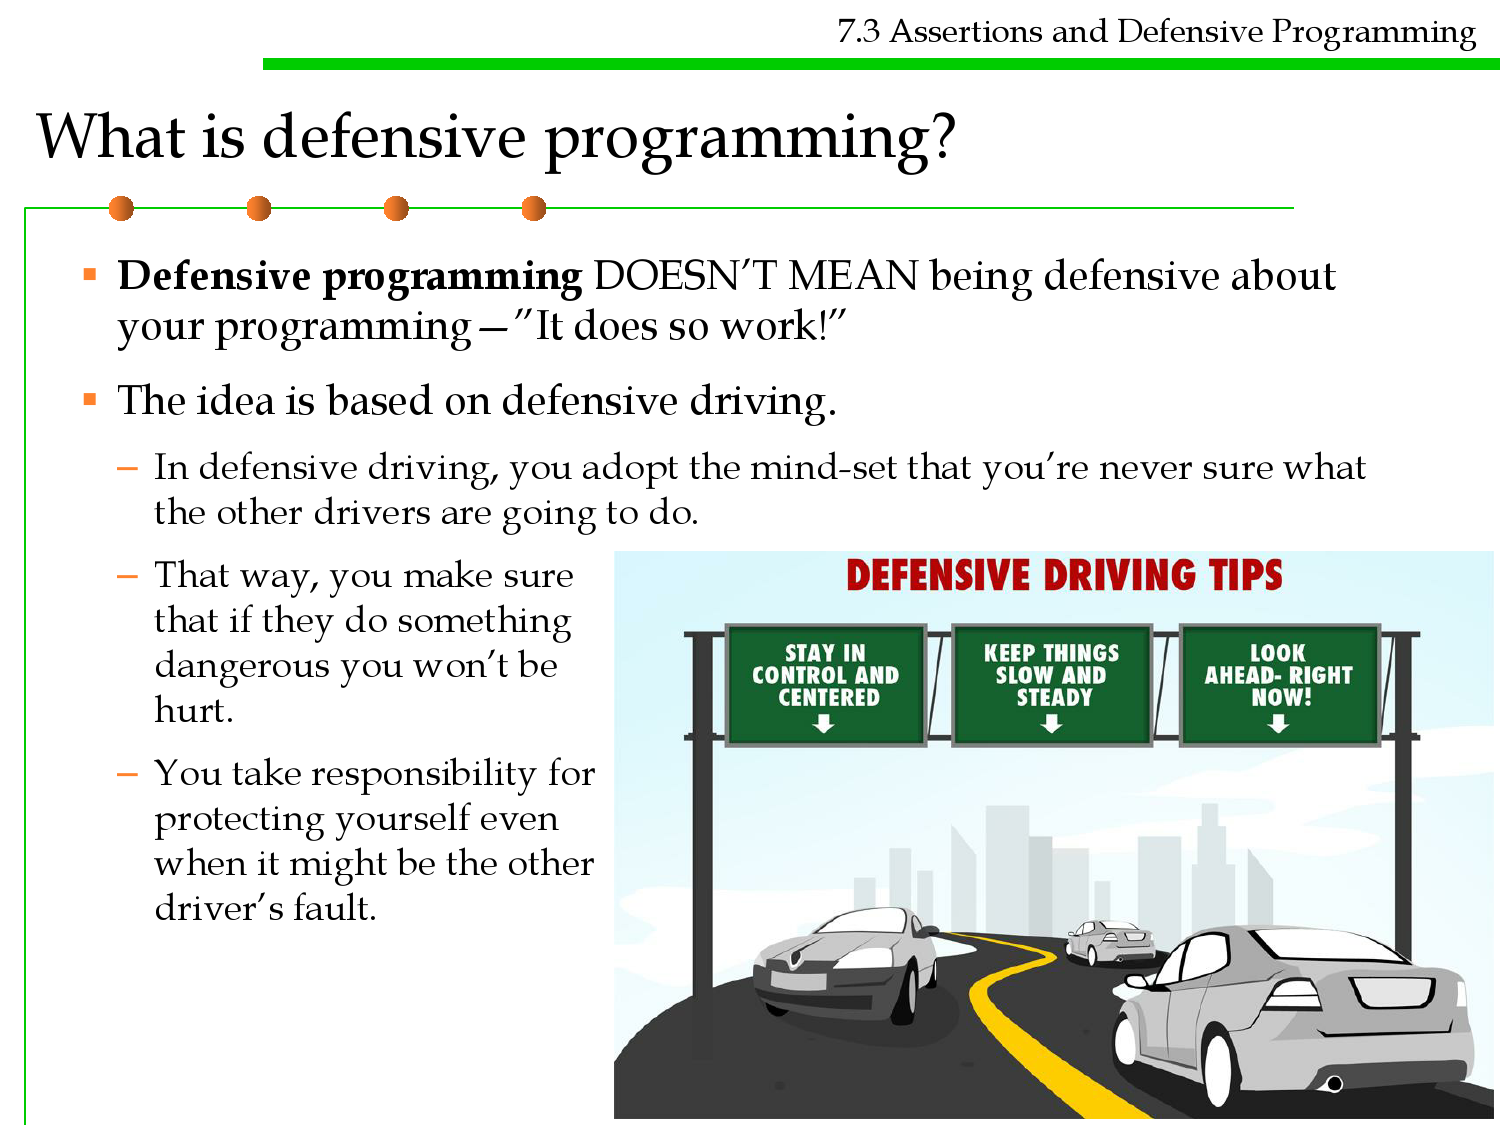 7.3 Assertions and Defensive Programming
What is defensive programming?
▪ Defensive programming DOESN’T MEAN being defensive about
your programming—”It does so work!”
▪ The idea is based on defensive driving.
– In defensive driving, you adopt the mind-set that you’re never sure what
the other drivers are going to do.
– That way, you make sure
that if they do something
dangerous you won’t be
hurt.
– You take responsibility for
protecting yourself even
when it might be the other
driver’s fault.
DEFENSIVE DRIVING TIPS
STAY IN
CONTROL AND
CENTERED
KEEP THINGS
SLOW AND
STEADY
LOOK
AHEAD- RIGHT
NOW!